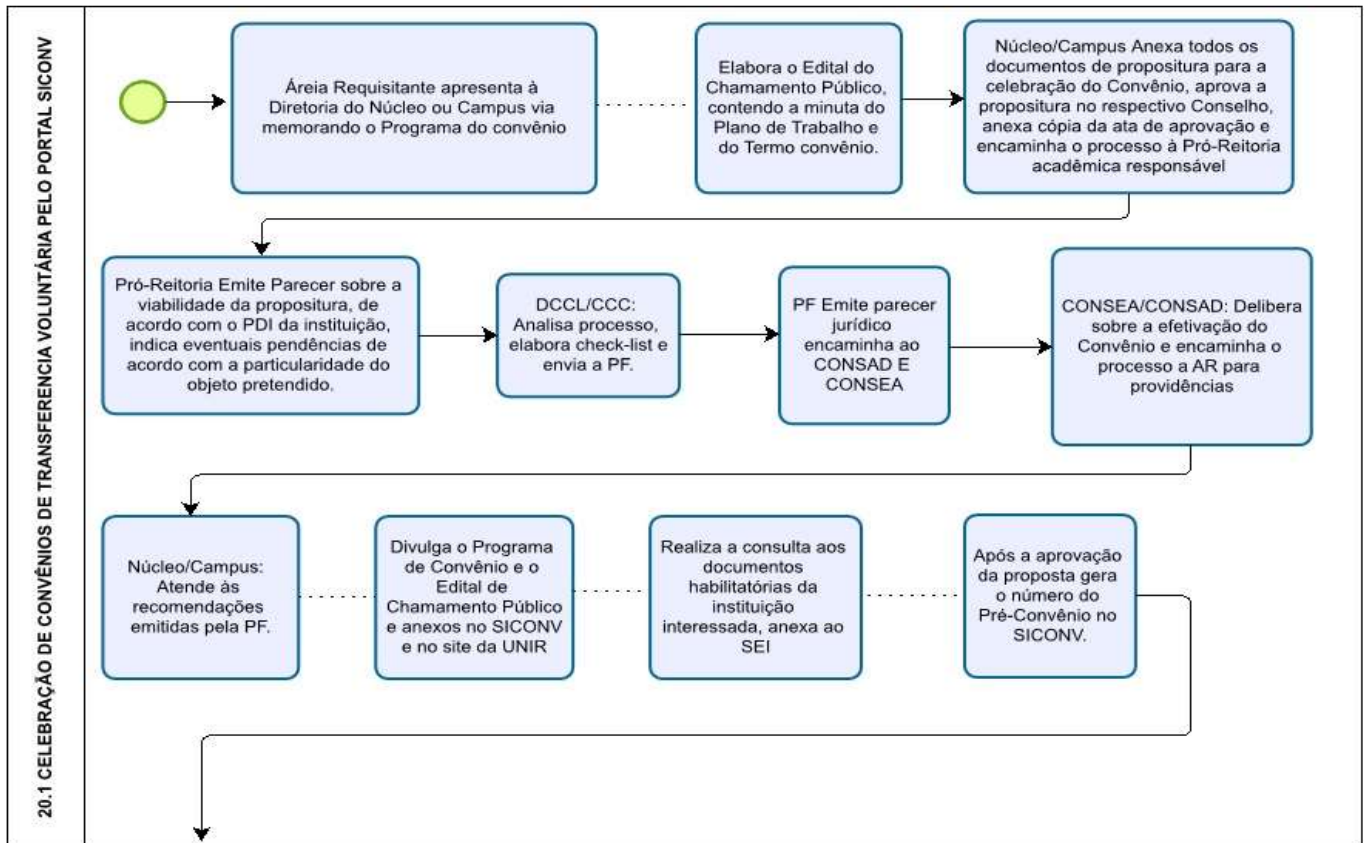 20.1 CELEBRAÇÃO DE CONVÊNIOS DE TRANSFERENCIA VOLUNTÁRIA PELO PORTAL SICONV
Áreia Requisitante apresenta à
Diretoria do Núcleo ou Campus via
memorando o Programa do convênio
Elabora o Edital do
Chamamento Público,
contendo a minuta do
Plano de Trabalho e
do Termo convênio.
Núcleo/Campus Anexa todos os
documentos de propositura para a
celebração do Convênio, aprova a
propositura no respectivo Conselho,
anexa cópia da ata de aprovação e
encaminha o processo à Pró-Reitoria
acadêmica responsável
Pró-Reitoria Emite Parecer sobre a
viabilidade da propositura, de
acordo com o PDI da instituição,
indica eventuais pendências de
acordo com a particularidade do
objeto pretendido.
DCCL/CCC:
Analisa processo,
elabora check-list e
envia a PF.
PF Emite parecer
jurídico
encaminha ao
CONSAD E
CONSEA
CONSEA/CONSAD: Delibera
sobre a efetivação do
Convênio e encaminha o
processo a AR para
providências
Núcleo/Campus:
Atende às
recomendações
emitidas pela PF.
Divulga o Programa
de Convênio e o
Edital de
Chamamento Público
e anexos no SICONV
e no site da UNIR
Realiza a consulta aos
documentos
habilitatórias da
instituição
interessada, anexa ao
SEI
Após a aprovação
da proposta gera
o número do
Pré-Convênio no
SICONV.